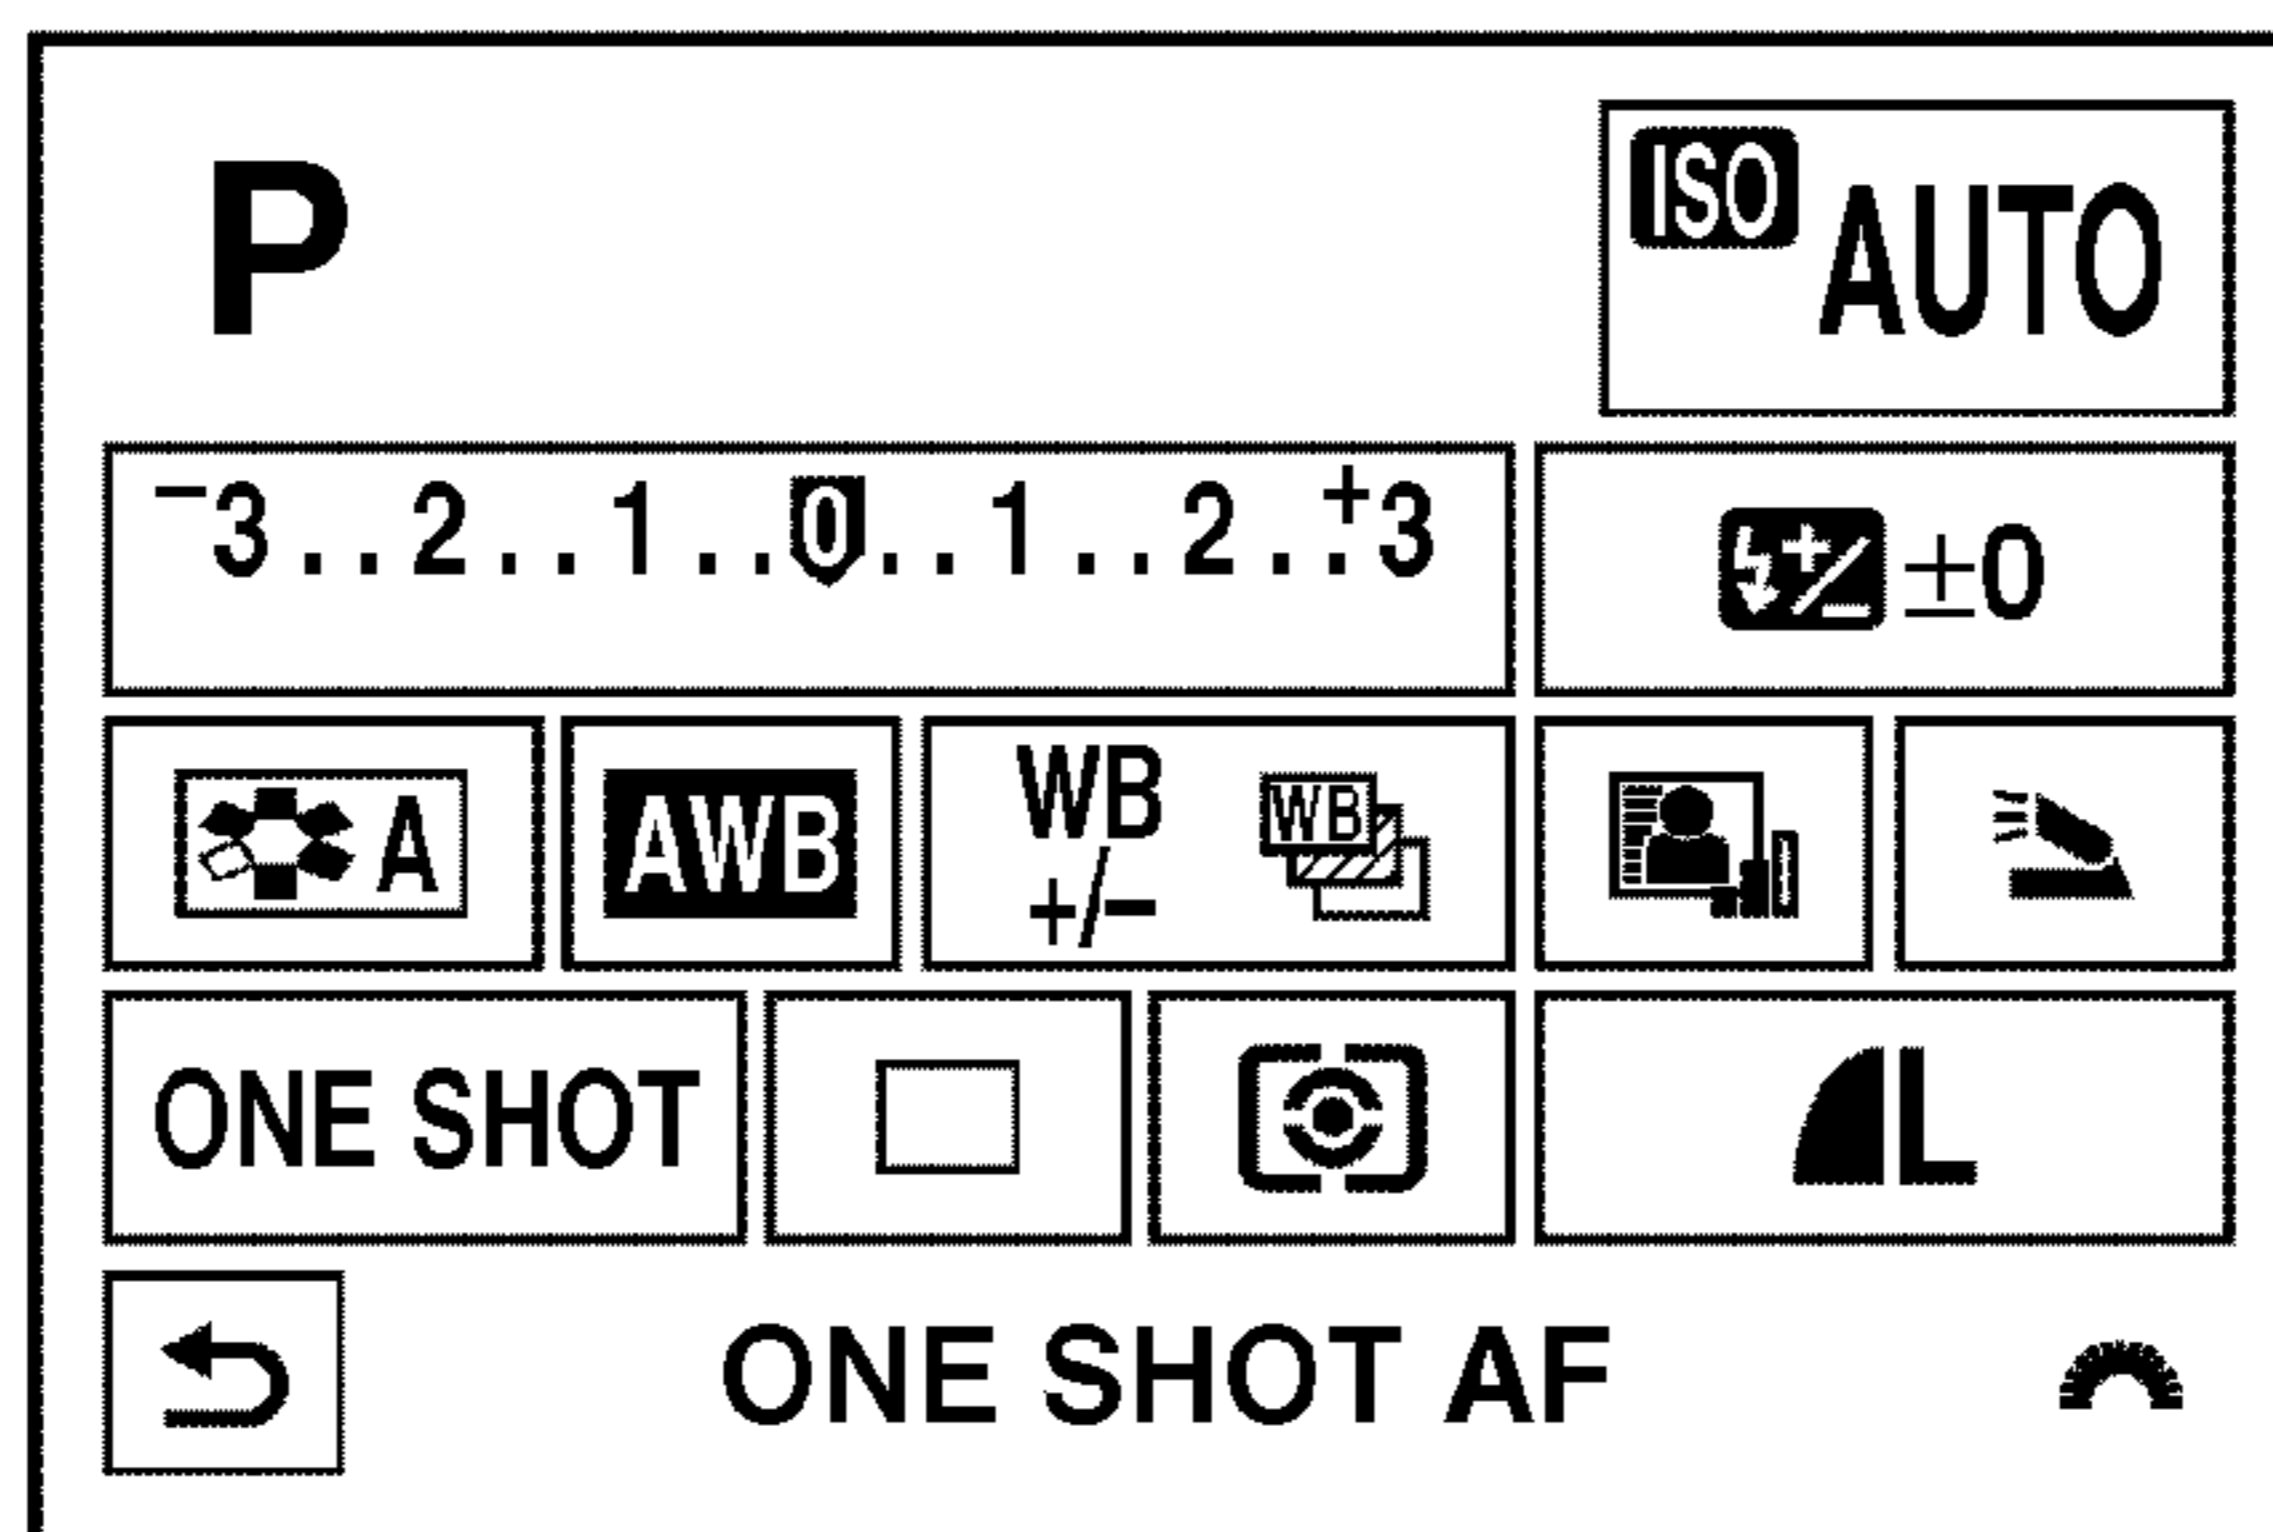 P
ISO AUTO
-3..2..1..0..1..2..+3
+/- ±0
A
AWB
WB +/-
WB
ONE SHOT
L
ONE SHOT AF